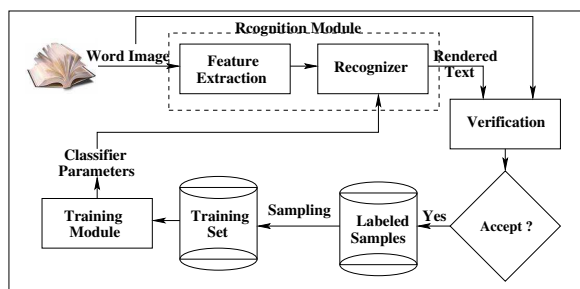 Rcognition Module
Word Image
Feature
Extraction
Recognizer
Rendered
Text
Verification
Classifier
Parameters
Training
Module
Training
Set
Sampling
Labeled
Samples
Yes
Accept ?